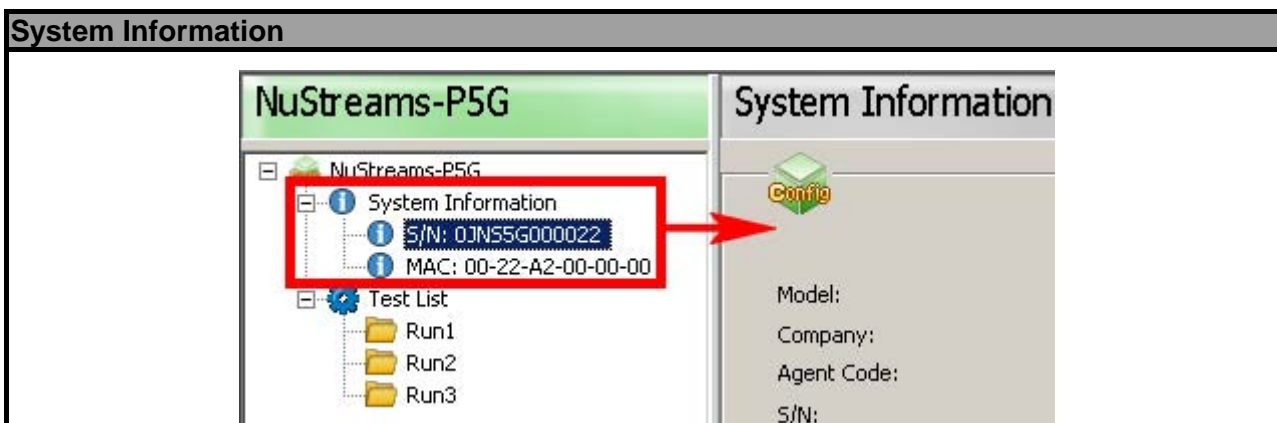 System Information
NuStreams-P5G
NuStreams-P5G
System Information
S/N: 0JNS5G000022
MAC: 00-22-A2-00-00-00
Test List
Run1
Run2
Run3
System Information
Config
Model:
Company:
Agent Code:
S/N: